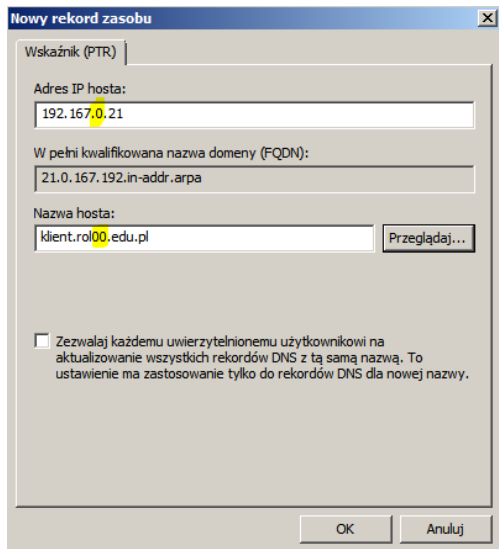 Nowy rekord zasobu
Wskaźnik (PTR)
Adres IP hosta:
192.167.0.21
W pełni kwalifikowana nazwa domeny (FQDN):
21.0.167.192.in-addr.arpa
Nazwa hosta:
klient.rol00.edu.pl
Przeglądaj...
Zezwalaj każdemu uwierzytelnionemu użytkownikowi na
aktualizowanie wszystkich rekordów DNS z tą samą nazwą. To
ustawienie ma zastosowanie tylko do rekordów DNS dla nowej nazwy.
OK
Anuluj